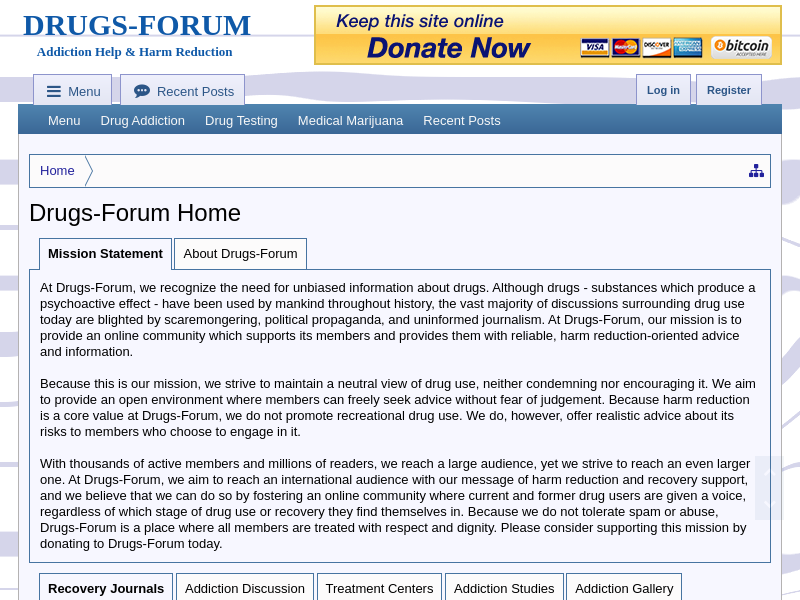 DRUGS-FORUM
Addiction Help & Harm Reduction
Keep this site online
Donate Now
VISA MasterCard DISCOVER bitcoin
ACCEPTED HERE
Menu Recent Posts Log in Register
Menu Drug Addiction Drug Testing Medical Marijuana Recent Posts
Home
Drugs-Forum Home
Mission Statement About Drugs-Forum
At Drugs-Forum, we recognize the need for unbiased information about drugs. Although drugs - substances which produce a
psychoactive effect - have been used by mankind throughout history, the vast majority of discussions surrounding drug use
today are blighted by scaremongering, political propaganda, and uninformed journalism. At Drugs-Forum, our mission is to
provide an online community which supports its members and provides them with reliable, harm reduction-oriented advice
and information.
Because this is our mission, we strive to maintain a neutral view of drug use, neither condemning nor encouraging it. We aim
to provide an open environment where members can freely seek advice without fear of judgement. Because harm reduction
is a core value at Drugs-Forum, we do not promote recreational drug use. We do, however, offer realistic advice about its
risks to members who choose to engage in it.
With thousands of active members and millions of readers, we reach a large audience, yet we strive to reach an even larger
one. At Drugs-Forum, we aim to reach an international audience with our message of harm reduction and recovery support,
and we believe that we can do so by fostering an online community where current and former drug users are given a voice,
regardless of which stage of drug use or recovery they find themselves in. Because we do not tolerate spam or abuse,
Drugs-Forum is a place where all members are treated with respect and dignity. Please consider supporting this mission by
donating to Drugs-Forum today.
Recovery Journals Addiction Discussion Treatment Centers Addiction Studies Addiction Gallery